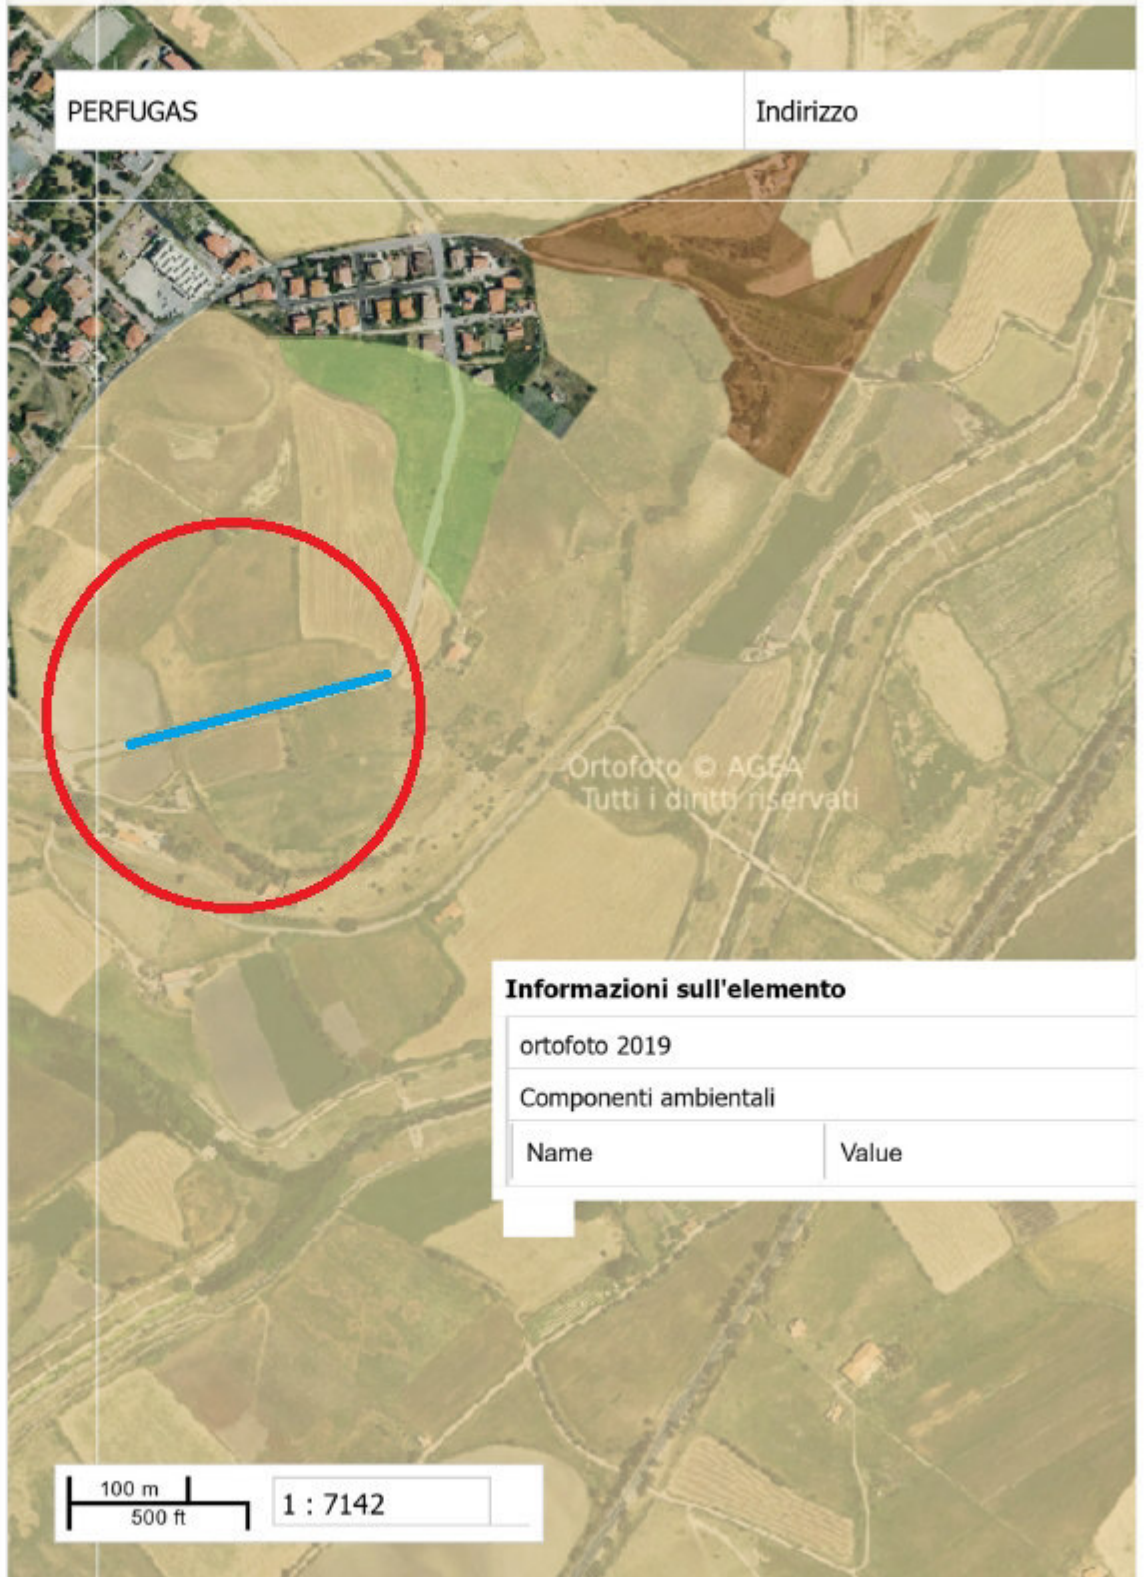 PERFUGAS
Indirizzo
Ortofoto © AGEA
Tutti i diritti riservati
Informazioni sull'elemento
ortofoto 2019
Componenti ambientali
Name
Value
100 m
500 ft
1 : 7142